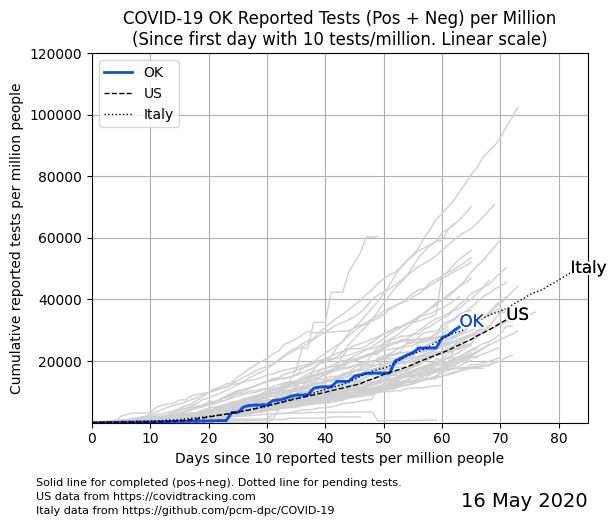 COVID-19 OK Reported Tests (Pos + Neg) per Million
(Since first day with 10 tests/million. Linear scale)
120000
100000
80000
60000
40000
20000
Cumulative reported tests per million people
OK
US
Italy
Italy
OK
US
0 10 20 30 40 50 60 70 80
Days since 10 reported tests per million people
Solid line for completed (pos+neg). Dotted line for pending tests.
US data from https://covidtracking.com
Italy data from https://github.com/pcm-dpc/COVID-19
16 May 2020